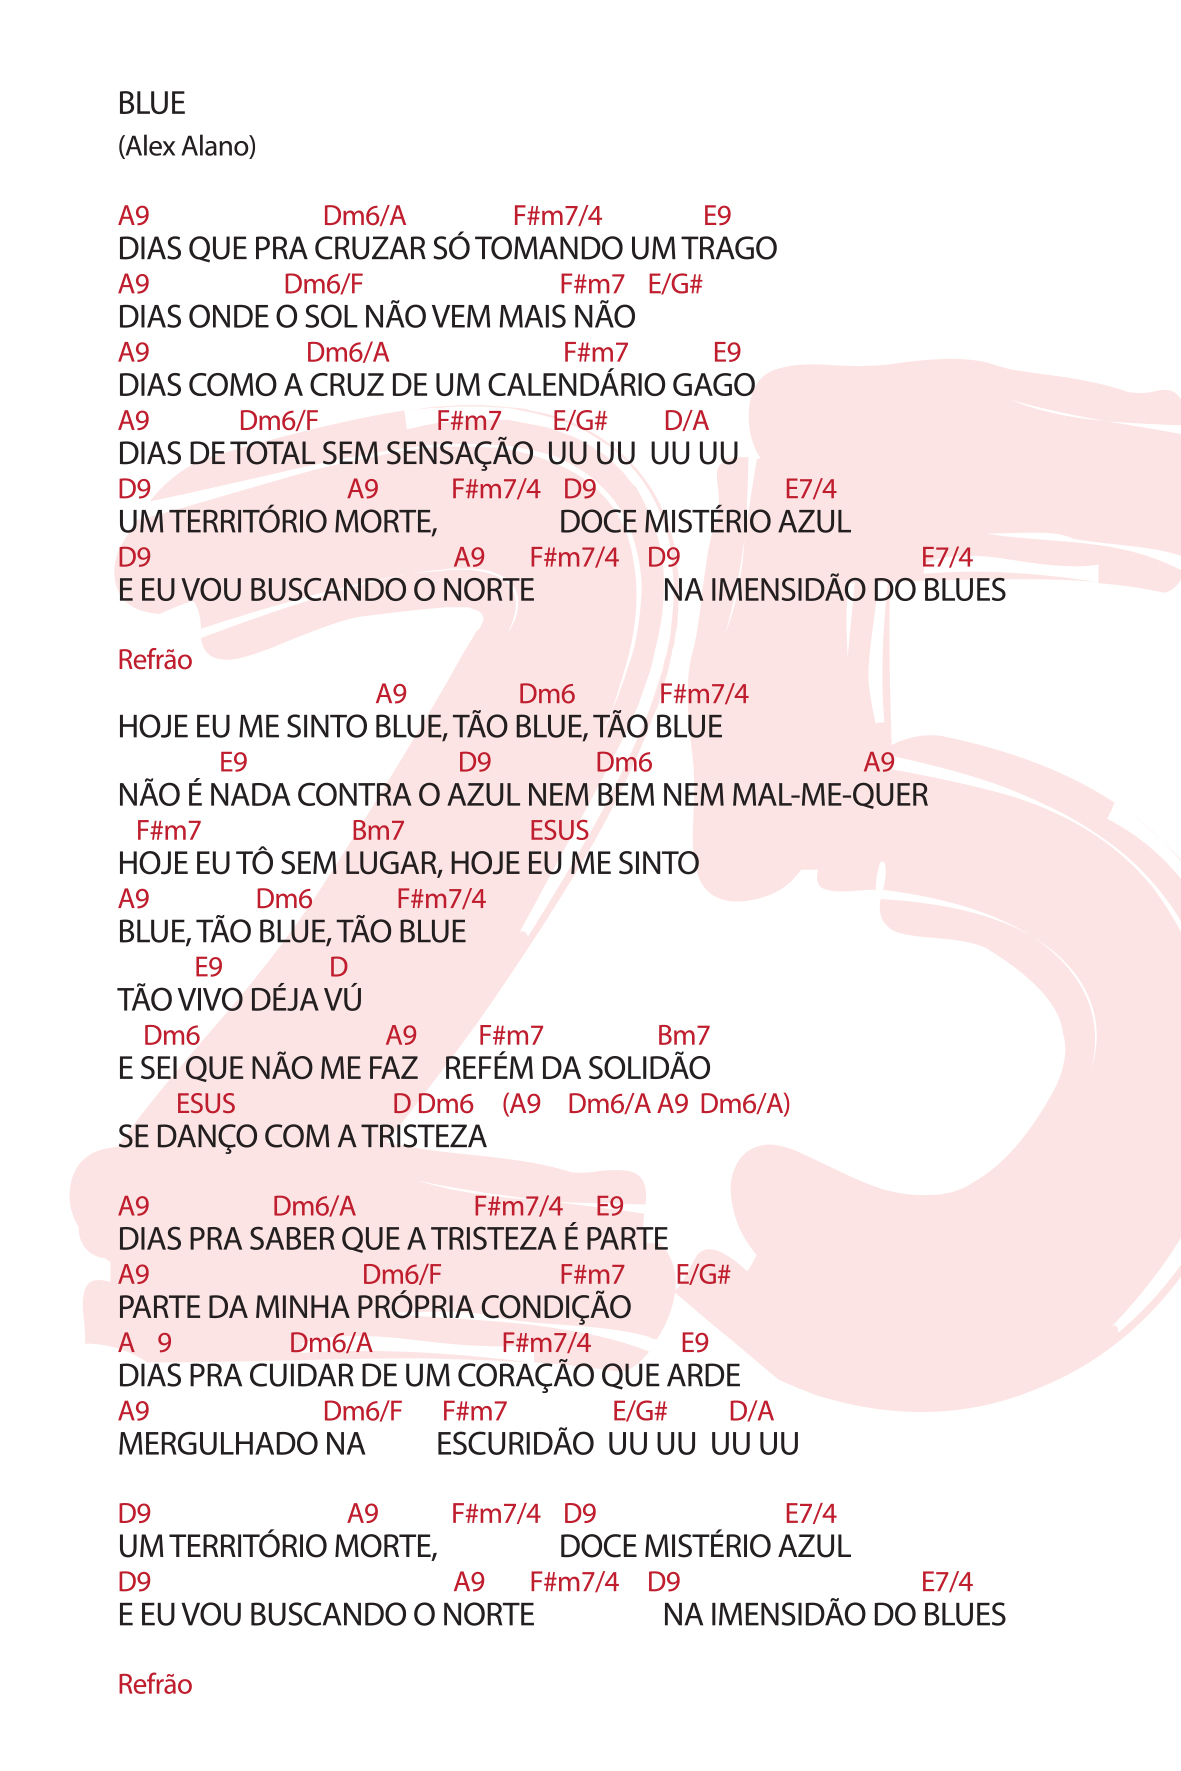 BLUE
(Alex Alano)
A9 Dm6/A F#m7/4 E9
DIAS QUE PRA CRUZAR SÓ TOMANDO UM TRAGO
A9 Dm6/F F#m7 E/G#
DIAS ONDE O SOL NÃO VEM MAIS NÃO
A9 Dm6/A F#m7 E9
DIAS COMO A CRUZ DE UM CALENDÁRIO GAGO
A9 Dm6/F F#m7 E/G# D/A
DIAS DE TOTAL SEM SENSAÇÃO UU UU UU UU
D9 A9 F#m7/4 D9 E7/4
UM TERRITÓRIO MORTE, DOCE MISTÉRIO AZUL
D9 A9 F#m7/4 D9 E7/4
E EU VOU BUSCANDO O NORTE NA IMENSIDÃO DO BLUES
Refrão
A9 Dm6 F#m7/4
HOJE EU ME SINTO BLUE, TÃO BLUE, TÃO BLUE
E9 D9 Dm6 A9
NÃO É NADA CONTRA O AZUL NEM BEM NEM MAL-ME-QUER
F#m7 Bm7 ESUS
HOJE EU TÔ SEM LUGAR, HOJE EU ME SINTO
A9 Dm6 F#m7/4
BLUE, TÃO BLUE, TÃO BLUE
E9 D
TÃO VIVO DÉJA VÚ
Dm6 A9 F#m7 Bm7
E SEI QUE NÃO ME FAZ REFÉM DA SOLIDÃO
ESUS D Dm6 (A9 Dm6/A A9 Dm6/A)
SE DANÇO COM A TRISTEZA
A9 Dm6/A F#m7/4 E9
DIAS PRA SABER QUE A TRISTEZA É PARTE
A9 Dm6/F F#m7 E/G#
PARTE DA MINHA PRÓPRIA CONDIÇÃO
A 9 Dm6/A F#m7/4 E9
DIAS PRA CUIDAR DE UM CORAÇÃO QUE ARDE
A9 Dm6/F F#m7 E/G# D/A
MERGULHADO NA ESCURIDÃO UU UU UU UU
D9 A9 F#m7/4 D9 E7/4
UM TERRITÓRIO MORTE, DOCE MISTÉRIO AZUL
D9 A9 F#m7/4 D9 E7/4
E EU VOU BUSCANDO O NORTE NA IMENSIDÃO DO BLUES
Refrão
25